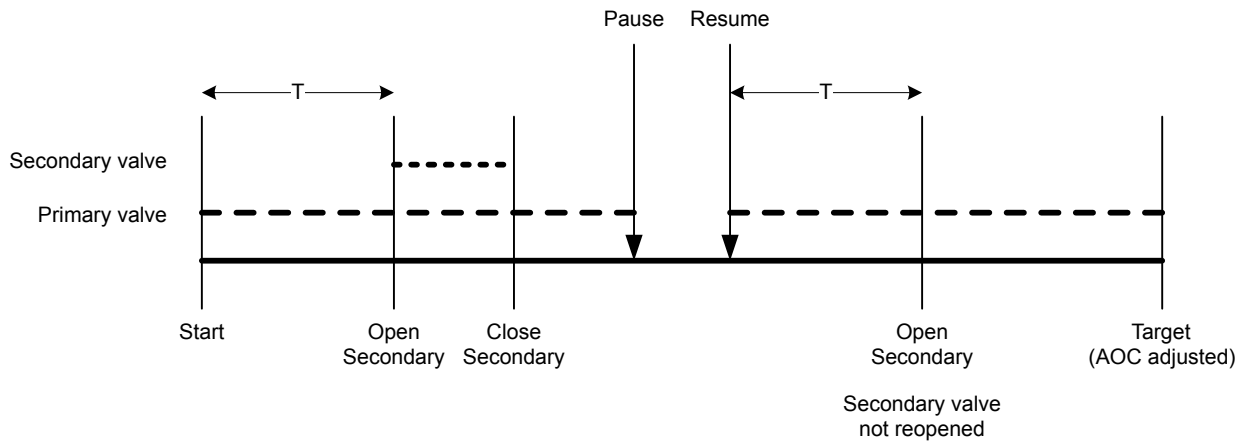 Pause
Resume
T
T
Secondary valve
Primary valve
Start
Open
Secondary
Close
Secondary
Open
Secondary
Target
(AOC adjusted)
Secondary valve
not reopened